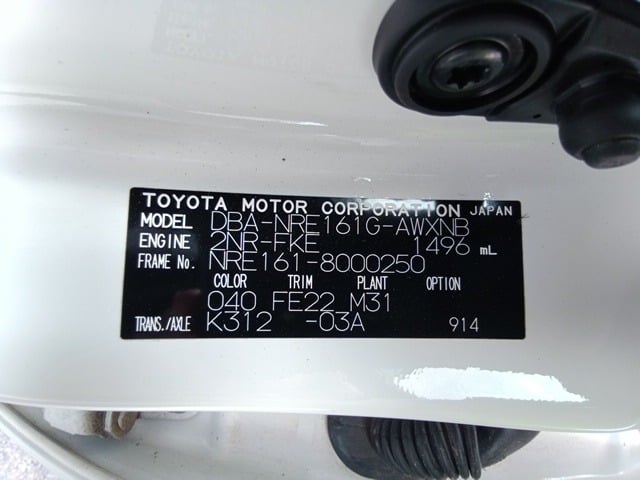 TOYOTA MOTOR CORPORATION JAPAN
MODEL DBA-NRE161G-AWXNB
ENGINE 2NR-FKE 1496 mL
FRAME No. NRE161-8000250
COLOR TRIM PLANT OPTION
040 FE22 M31
TRANS./AXLE K312 -03A 914